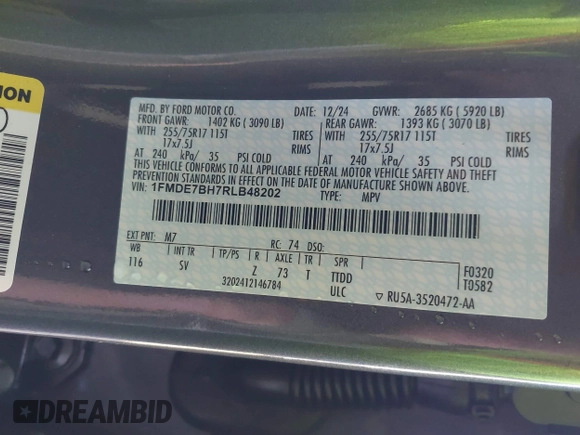 ION
MFD. BY FORD MOTOR CO. 12/24 GVWR: 2685 KG ( 5920 LB)
FRONT GAWR: 1402 KG ( 3090 LB) REAR GAWR: 1393 KG ( 3070 LB)
WITH 255/75R17 115T TIRES WITH 255/75R17 115T TIRES
17x7.5J RIMS 17x7.5J RIMS
AT 240 kPa/ 35 PSI COLD AT 240 kPa/ 35 PSI COLD
THIS VEHICLE CONFORMS TO ALL APPLICABLE FEDERAL MOTOR VEHICLE SAFETY AND THEFT
PREVENTION STANDARDS IN EFFECT ON THE DATE OF MANUFACTURE SHOWN ABOVE.
1FMDE7BH7RLB48202 TYPE: MPV
EXT PNT: M7 RC: 74 DSO:
WB INT TR TP/PS R AXLE TR SPR F0320
116 SV Z 73 T TTDD T0582
3202412146784 ULC ▽ RU5A-3520472-AA
DREAMBID